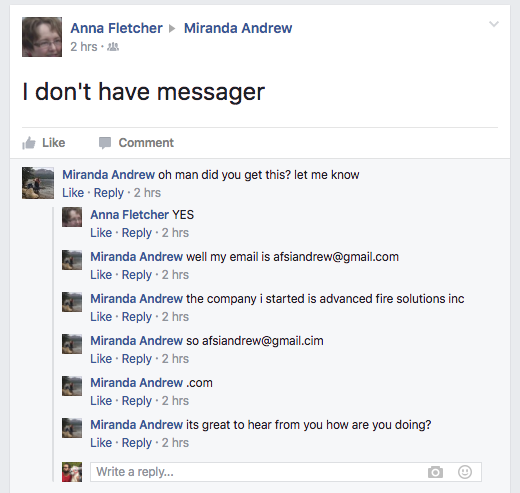 Anna Fletcher ▸ Miranda Andrew
2 hrs ·
I don't have messager
Like Comment
Miranda Andrew oh man did you get this? let me know
Like · Reply · 2 hrs
Anna Fletcher YES
Like · Reply · 2 hrs
Miranda Andrew well my email is afsiandrew@gmail.com
Like · Reply · 2 hrs
Miranda Andrew the company i started is advanced fire solutions inc
Like · Reply · 2 hrs
Miranda Andrew so afsiandrew@gmail.cim
Like · Reply · 2 hrs
Miranda Andrew .com
Like · Reply · 2 hrs
Miranda Andrew its great to hear from you how are you doing?
Like · Reply · 2 hrs
Write a reply...